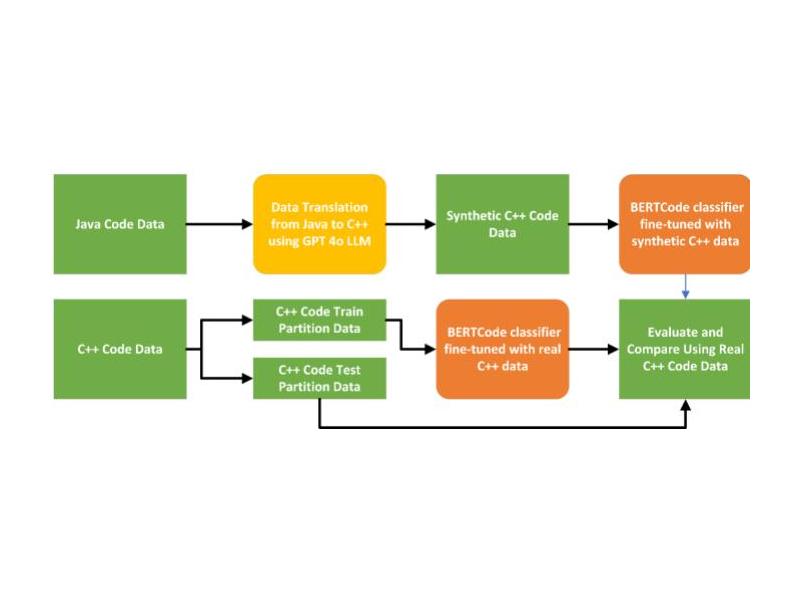 Java Code Data
Data Translation
from Java to C++
using GPT 4o LLM
Synthetic C++ Code
Data
BERTCode classifier
fine-tuned with
synthetic C++ data
C++ Code Data
C++ Code Train
Partition Data
C++ Code Test
Partition Data
BERTCode classifier
fine-tuned with real
C++ data
Evaluate and
Compare Using Real
C++ Code Data